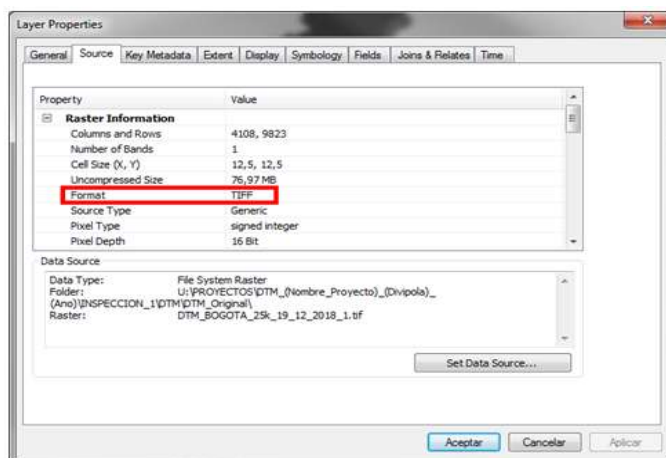 Layer Properties
General Source Key Metadata Extent Display Symbology Fields Joins & Relates Time
Property Value
Raster Information
Columns and Rows 4108, 9823
Number of Bands 1
Cell Size (X, Y) 12,5, 12,5
Uncompressed Size 76,97 MB
Format TIFF
Source Type Generic
Pixel Type signed integer
Pixel Depth 16 Bit
Data Source
Data Type: File System Raster
Folder: U:\PROYECTOS\DTM_(Nombre_Proyecto)_(Divipola)_
(Ano)\INSPECCION_1\DTM\DTM_Original\
Raster: DTM_BOGOTA_25k_19_12_2018_1.tif
Set Data Source...
Aceptar Cancelar Aplicar